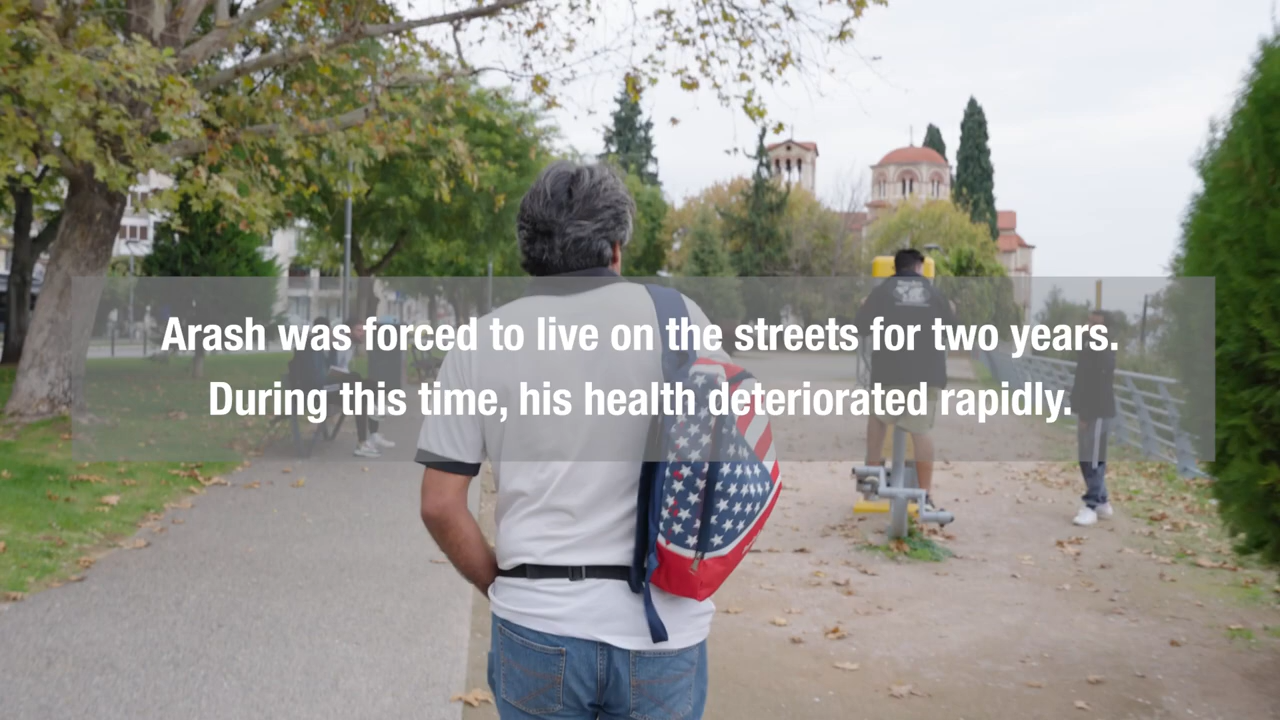 Arash was forced to live on the streets for two years.
During this time, his health deteriorated rapidly.